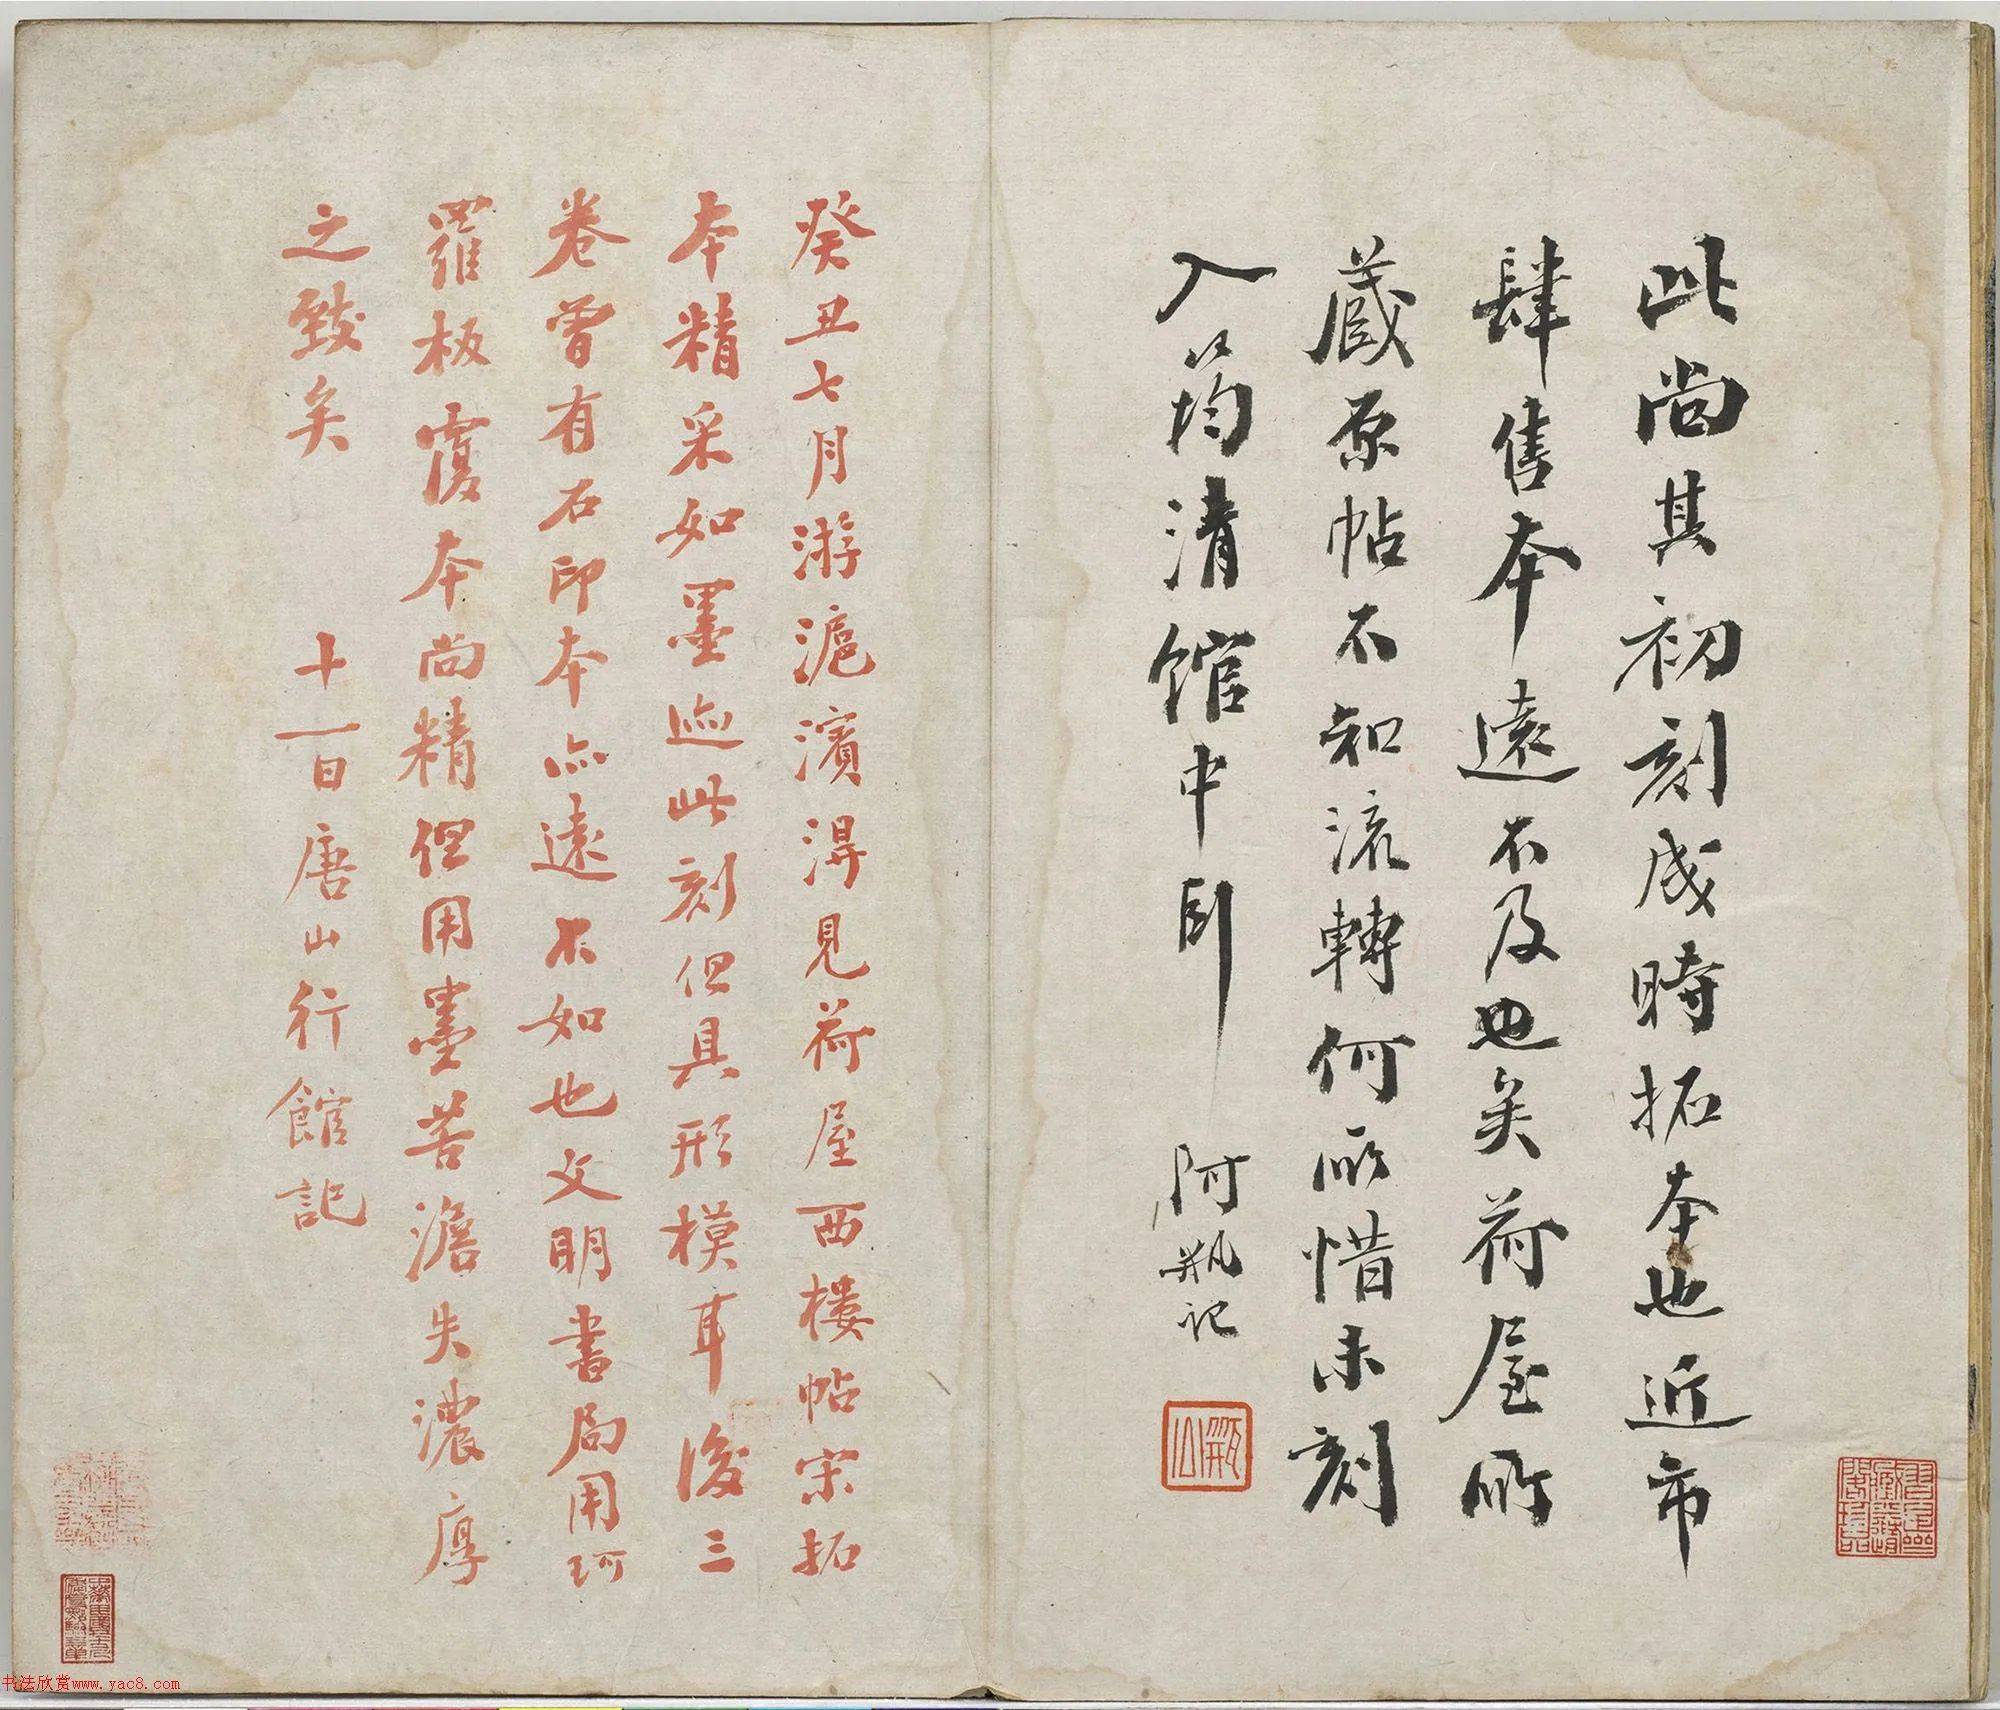 此尚其初刻成時拓本也近市
肆售本遠不及也矣荷屋所
藏原帖不知流轉何所惜未刻
入筠清館中耶 阿瓶記
癸丑七月游滬濱得見荷屋西樓帖宋拓
本精采如墨迹此刻但具形模耳後三
卷曾有石印本亦遠不如也文明書局用珂
羅板覆本尚精但用墨苦澹失濃厚
之致矣 十一日唐山行館記
书法欣赏www.yac8.com